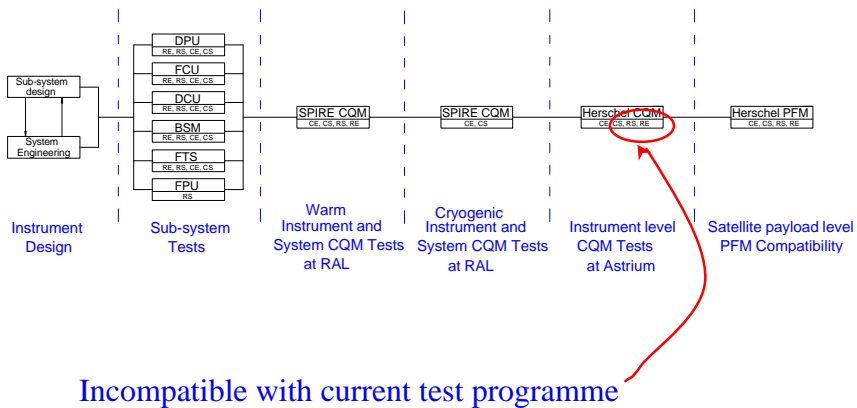 Sub-system
design
System
Engineering
DPU
RE, RS, CE, CS
FCU
RE, RS, CE, CS
DCU
RE, RS, CE, CS
BSM
RE, RS, CE, CS
FTS
RE, RS, CE, CS
FPU
RS
SPIRE CQM
CE, CS, RS, RE
SPIRE CQM
CE, CS
Herschel CQM
CE, CS, RS, RE
Herschel PFM
CE, CS, RS, RE
Instrument
Design
Sub-system
Tests
Warm
Instrument and
System CQM Tests
at RAL
Cryogenic
Instrument and
System CQM Tests
at RAL
Instrument level
CQM Tests
at Astrium
Satellite payload level
PFM Compatibility
Incompatible with current test programme